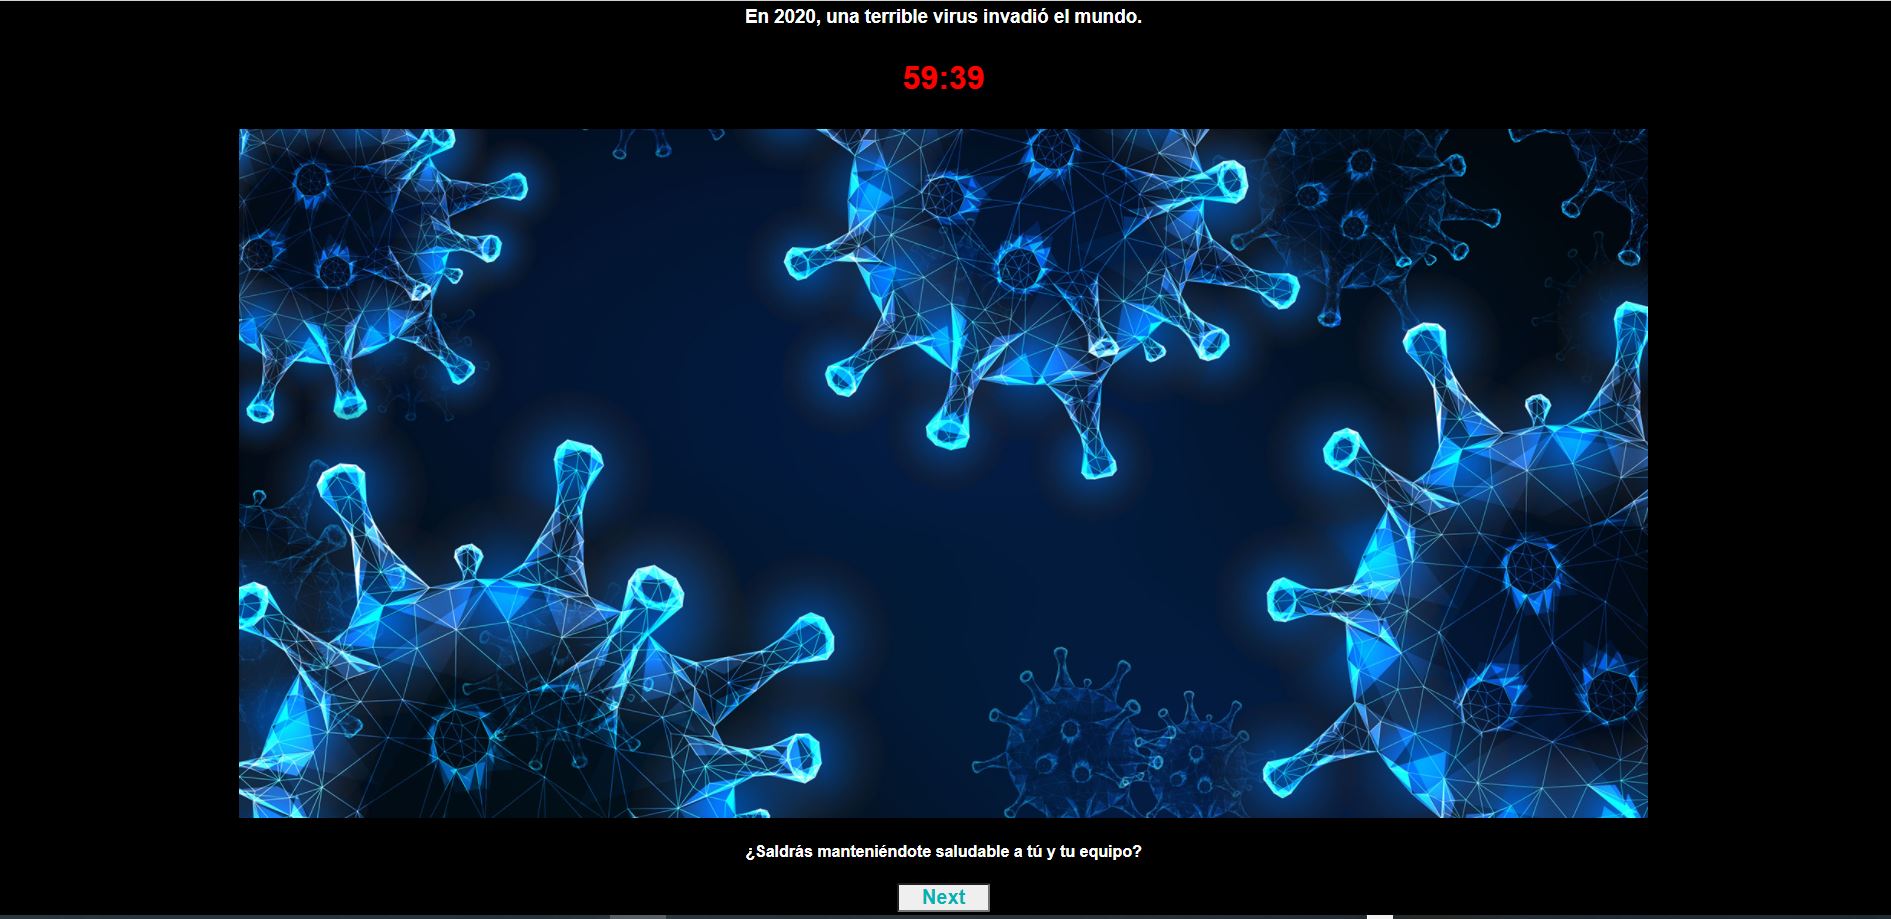 En 2020, una terrible virus invadió el mundo.
59:39
¿Saldrás manteniéndote saludable a tú y tu equipo?
Next